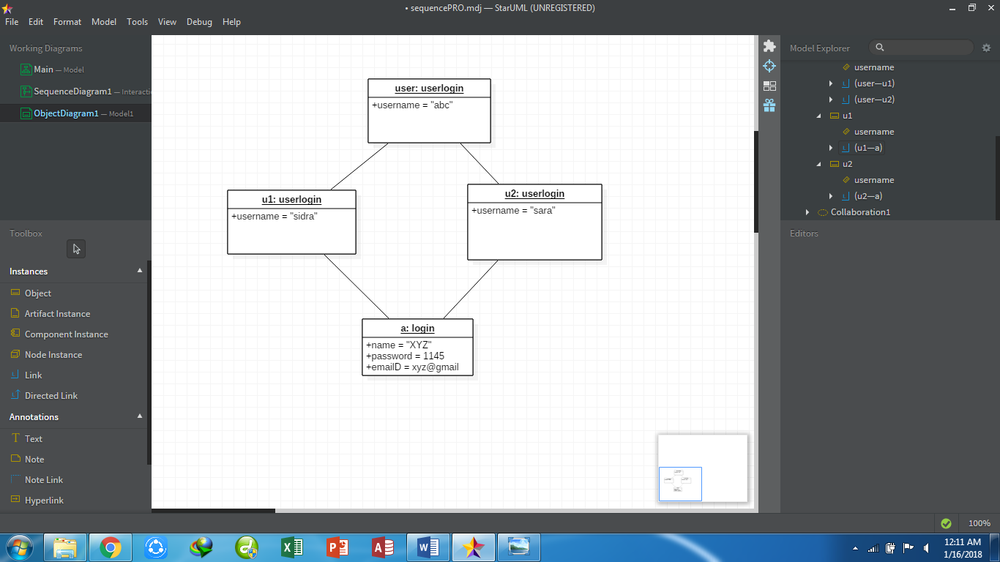 • sequencePRO.mdj — StarUML (UNREGISTERED)
File Edit Format Model Tools View Debug Help
Working Diagrams
Main — Model
SequenceDiagram1 — Interacti
ObjectDiagram1 — Model1
Toolbox
Instances
Object
Artifact Instance
Component Instance
Node Instance
Link
Directed Link
Annotations
Text
Note
Note Link
Hyperlink
user: userlogin
+username = "abc"
u1: userlogin
+username = "sidra"
u2: userlogin
+username = "sara"
a: login
+name = "XYZ"
+password = 1145
+emailD = xyz@gmail
Model Explorer
username
(user—u1)
(user—u2)
u1
username
(u1—a)
u2
username
(u2—a)
Collaboration1
Editors
100%
12:11 AM
1/16/2018